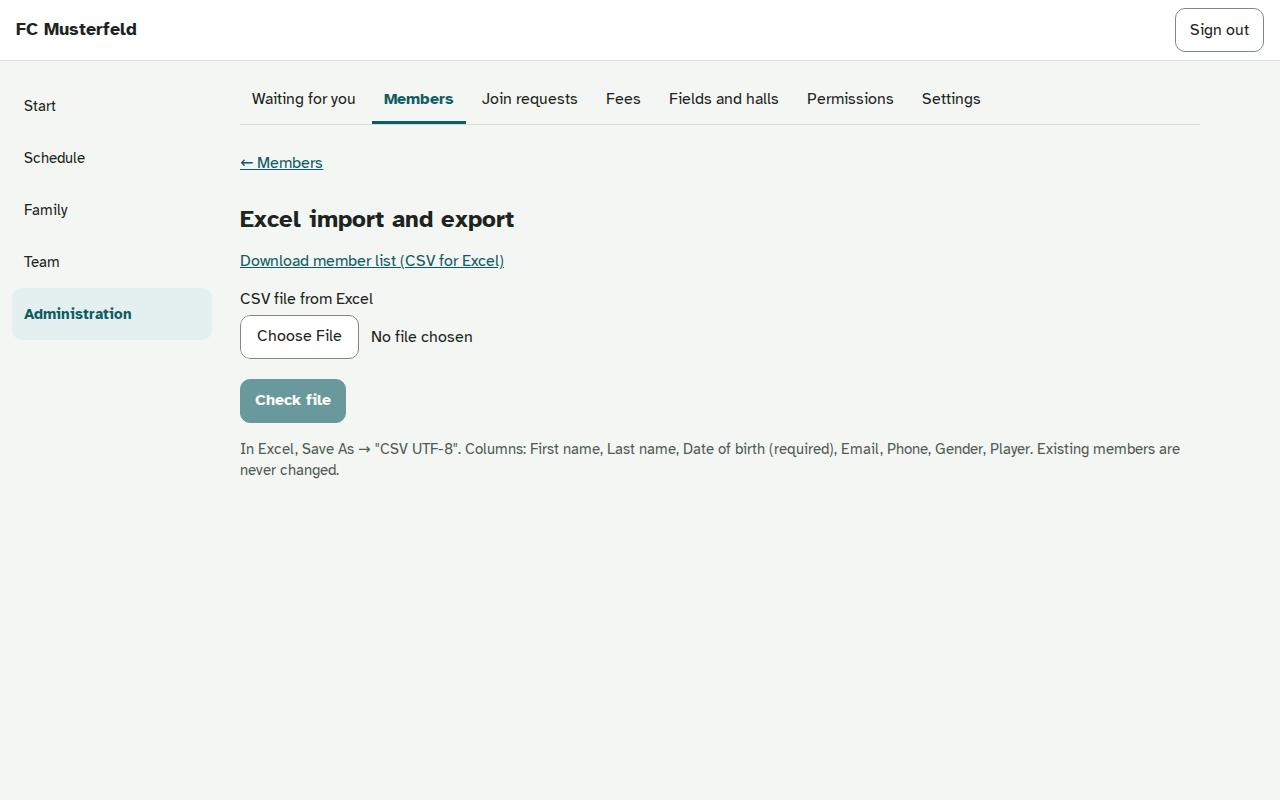 FC Musterfeld
Sign out
Start
Schedule
Family
Team
Administration
Waiting for you
Members
Join requests
Fees
Fields and halls
Permissions
Settings
← Members
Excel import and export
Download member list (CSV for Excel)
CSV file from Excel
Choose File
No file chosen
Check file
In Excel, Save As → "CSV UTF-8". Columns: First name, Last name, Date of birth (required), Email, Phone, Gender, Player. Existing members are
never changed.